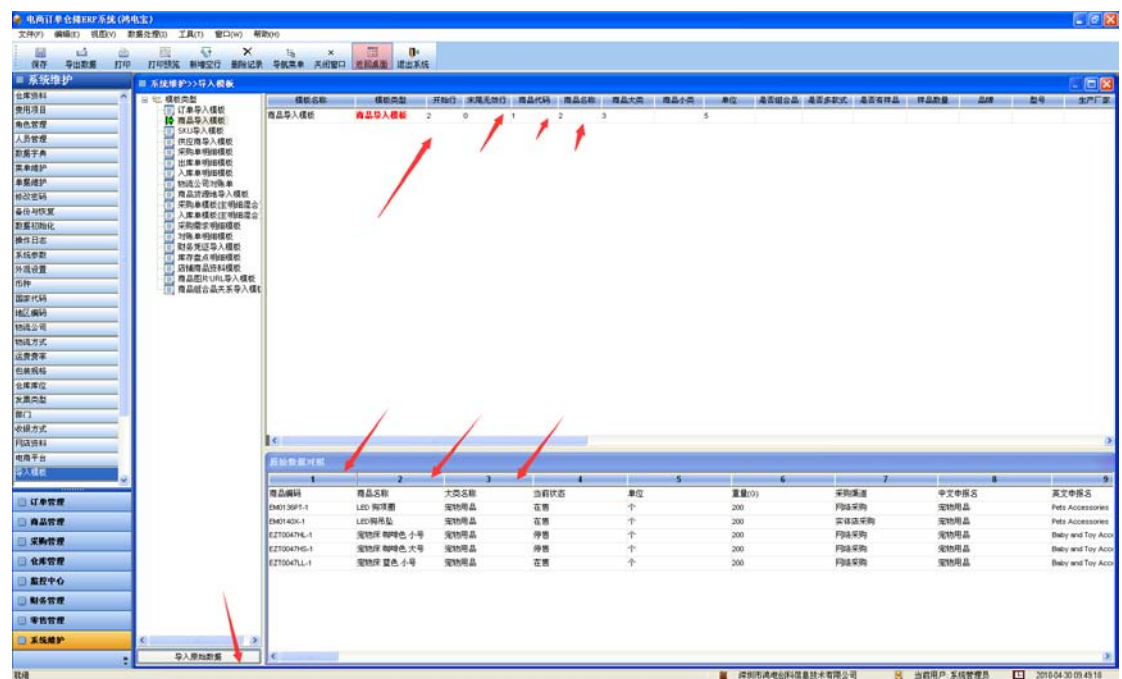 电商订单仓储ERP系统(鸿电宝)
文件(F) 编辑(E) 视图(V) 数据处理(D) 工具(T) 窗口(W) 帮助(H)
保存 导出数据 打印 打印预览 新增空行 删除记录 导航菜单 关闭窗口 返回桌面 退出系统
系统维护
系统维护>>导入模板
仓库资料
费用项目
角色管理
人员管理
数据字典
菜单维护
单据维护
修改密码
备份与恢复
数据初始化
操作日志
系统参数
外观设置
币种
国家代码
地区编码
物流公司
物流方式
运费费率
包装规格
仓库库位
发票类型
部门
收银方式
网店资料
电商平台
导入模板
订单管理
商品管理
采购管理
仓库管理
监控中心
财务管理
零售管理
系统维护
模板类型
订单导入模板
商品导入模板
SKU导入模板
供应商导入模板
采购单明细模板
出库单明细模板
入库单明细模板
物流公司对账单
商品货源地导入模板
采购单模板(主明细混合
入库单模板(主明细混合
采购需求明细模板
对账单明细模板
财务凭证导入模板
库存盘点明细模板
店铺商品资料模板
商品图片URL导入模板
商品组合品关系导入模
导入原始数据
模板名称 模板类型 开始行 末尾无效行 商品代码 商品名称 商品大类 商品小类 单位 是否组合品 是否多款式 是否有样品 样品数量 品牌 型号 生产厂家
商品导入模板 商品导入模板 2 0 1 2 3 5
原始数据对照
1 2 3 4 5 6 7 8 9
商品编码 商品名称 大类名称 当前状态 单位 重量(G) 采购渠道 中文申报名 英文申报名
EM0136PT-1 LED 狗项圈 宠物用品 在售 个 200 网络采购 宠物用品 Pets Accessories
EM0140X-1 LED狗吊坠 宠物用品 在售 个 200 实体店采购 宠物用品 Pets Accessories
EZT0047HL-1 宠物床 咖啡色 小号 宠物用品 停售 个 200 网络采购 宠物用品 Baby and Toy Acce
EZT0047HS-1 宠物床 咖啡色 大号 宠物用品 停售 个 200 网络采购 宠物用品 Baby and Toy Acce
EZT0047LL-1 宠物床 蓝色 小号 宠物用品 在售 个 200 网络采购 宠物用品 Baby and Toy Acce
就绪 深圳市鸿电创科信息技术有限公司 当前用户:系统管理员 2018-04-30 09:49:18